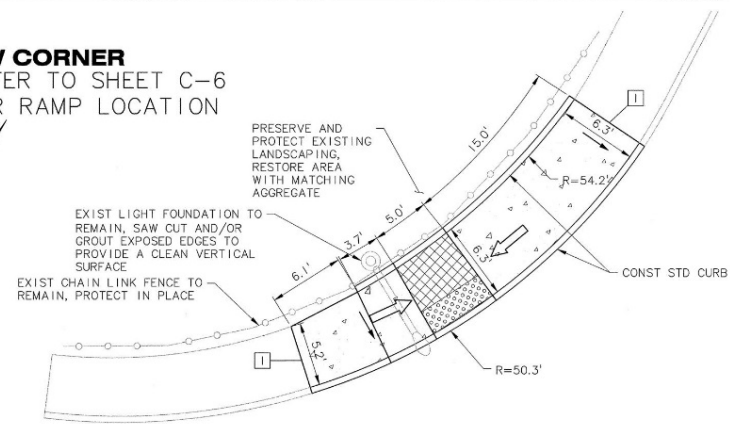 CORNER
TO SHEET C-6
RAMP LOCATION
PRESERVE AND
PROTECT EXISTING
LANDSCAPING,
RESTORE AREA
WITH MATCHING
AGGREGATE
EXIST LIGHT FOUNDATION TO
REMAIN, SAW CUT AND/OR
GROUT EXPOSED EDGES TO
PROVIDE A CLEAN VERTICAL
SURFACE
EXIST CHAIN LINK FENCE TO
REMAIN, PROTECT IN PLACE
6.1'
3.7'
5.0'
15.0'
1
6.3'
R=54.2'
6.3'
CONST STD CURB
5.2'
1
R=50.3'